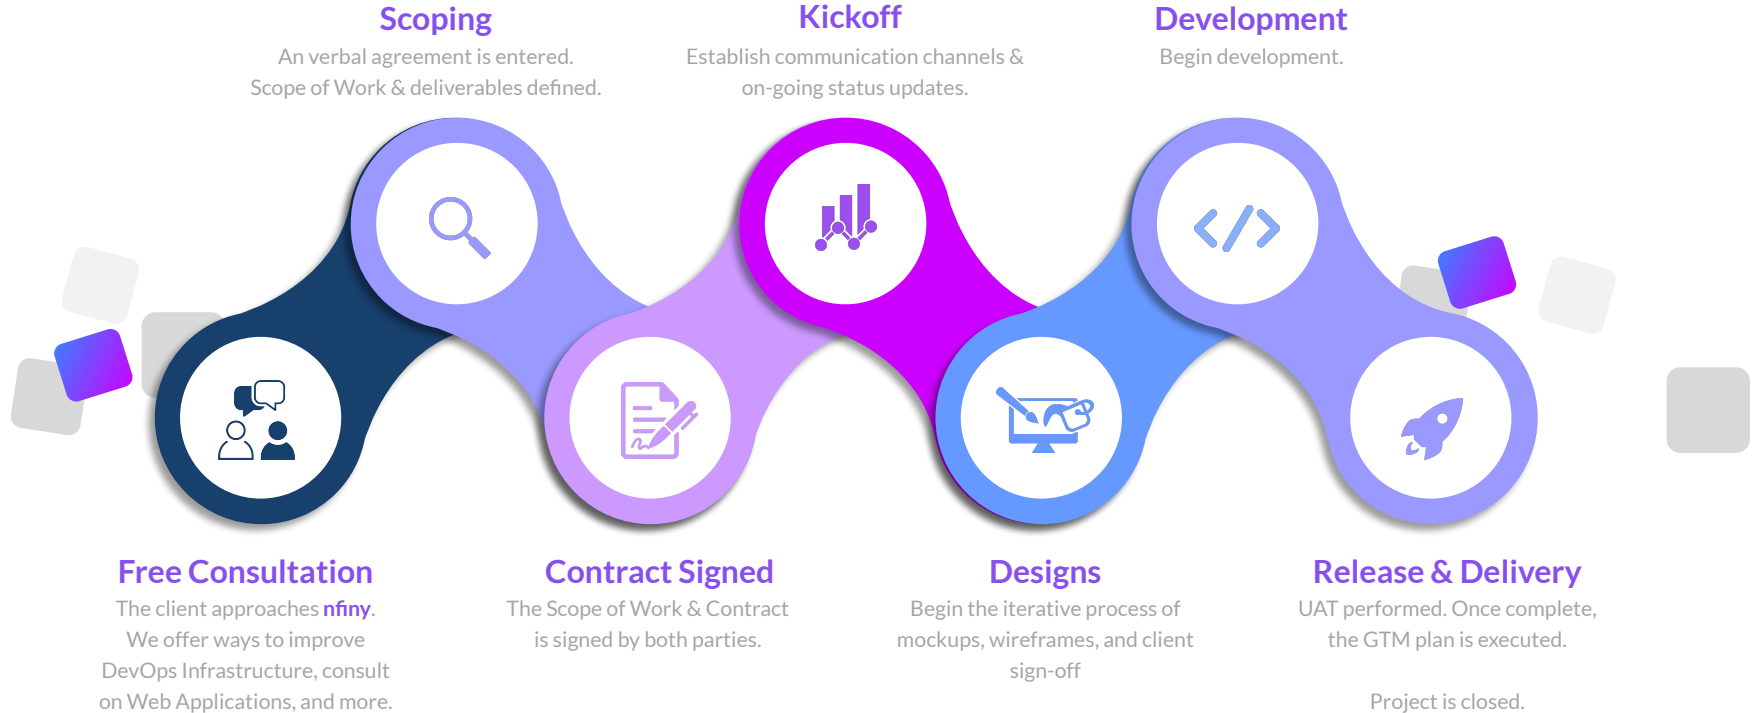 Scoping
An verbal agreement is entered.
Scope of Work & deliverables defined.
Kickoff
Establish communication channels &
on-going status updates.
Development
Begin development.
Free Consultation
The client approaches nfiny.
We offer ways to improve
DevOps Infrastructure, consult
on Web Applications, and more.
Contract Signed
The Scope of Work & Contract
is signed by both parties.
Designs
Begin the iterative process of
mockups, wireframes, and client
sign-off
Release & Delivery
UAT performed. Once complete,
the GTM plan is executed.
Project is closed.